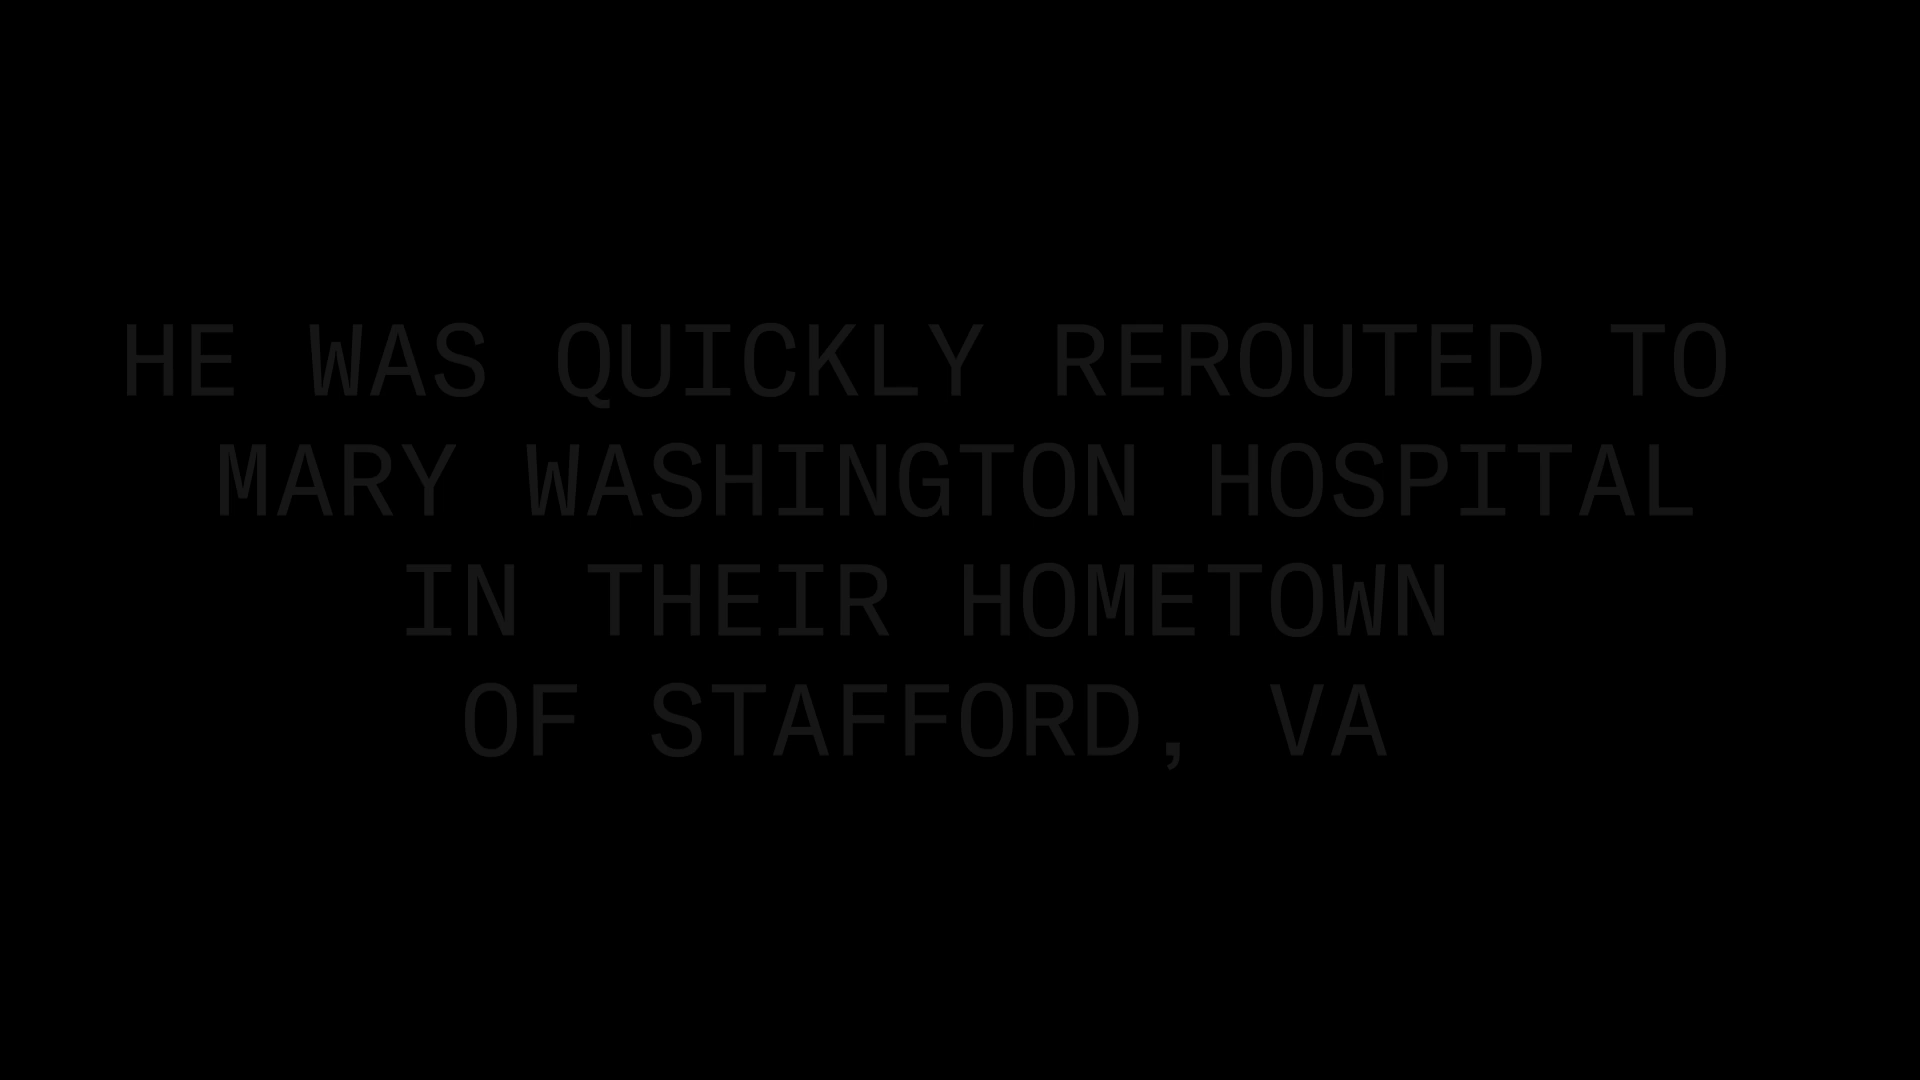 HE WAS QUICKLY REROUTED TO
MARY WASHINGTON HOSPITAL
IN THEIR HOMETOWN
OF STAFFORD, VA